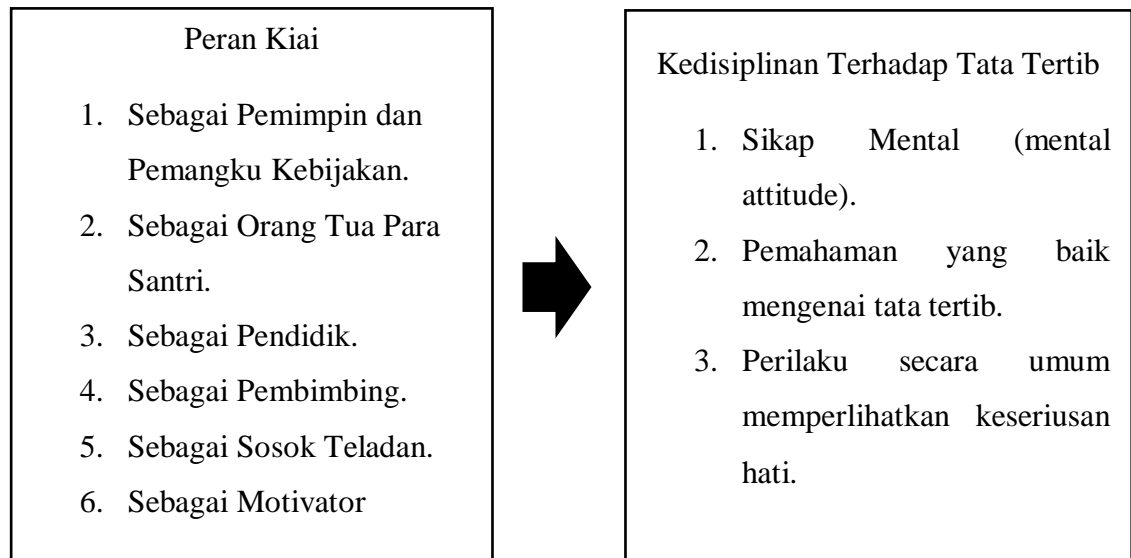 Peran Kiai
1. Sebagai Pemimpin dan
Pemangku Kebijakan.
2. Sebagai Orang Tua Para
Santri.
3. Sebagai Pendidik.
4. Sebagai Pembimbing.
5. Sebagai Sosok Teladan.
6. Sebagai Motivator
Kedisiplinan Terhadap Tata Tertib
1. Sikap Mental (mental
attitude).
2. Pemahaman yang baik
mengenai tata tertib.
3. Perilaku secara umum
memperlihatkan keseriusan
hati.